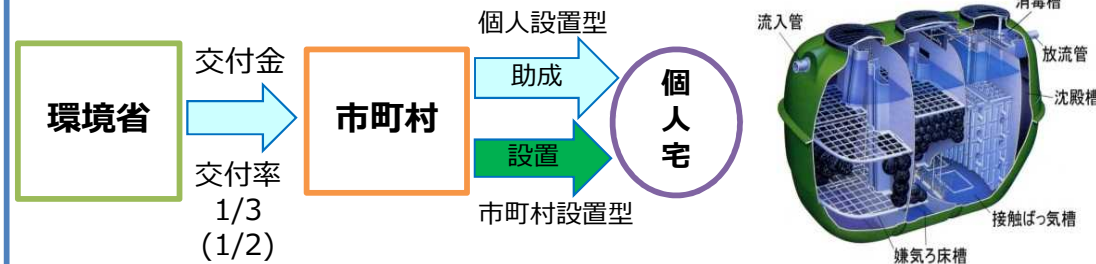 環境省
交付金
交付率
1/3
(1/2)
市町村
個人設置型
助成
設置
市町村設置型
個
人
宅
流入管
消毒槽
放流管
沈殿槽
接触ばっ気槽
嫌気ろ床槽